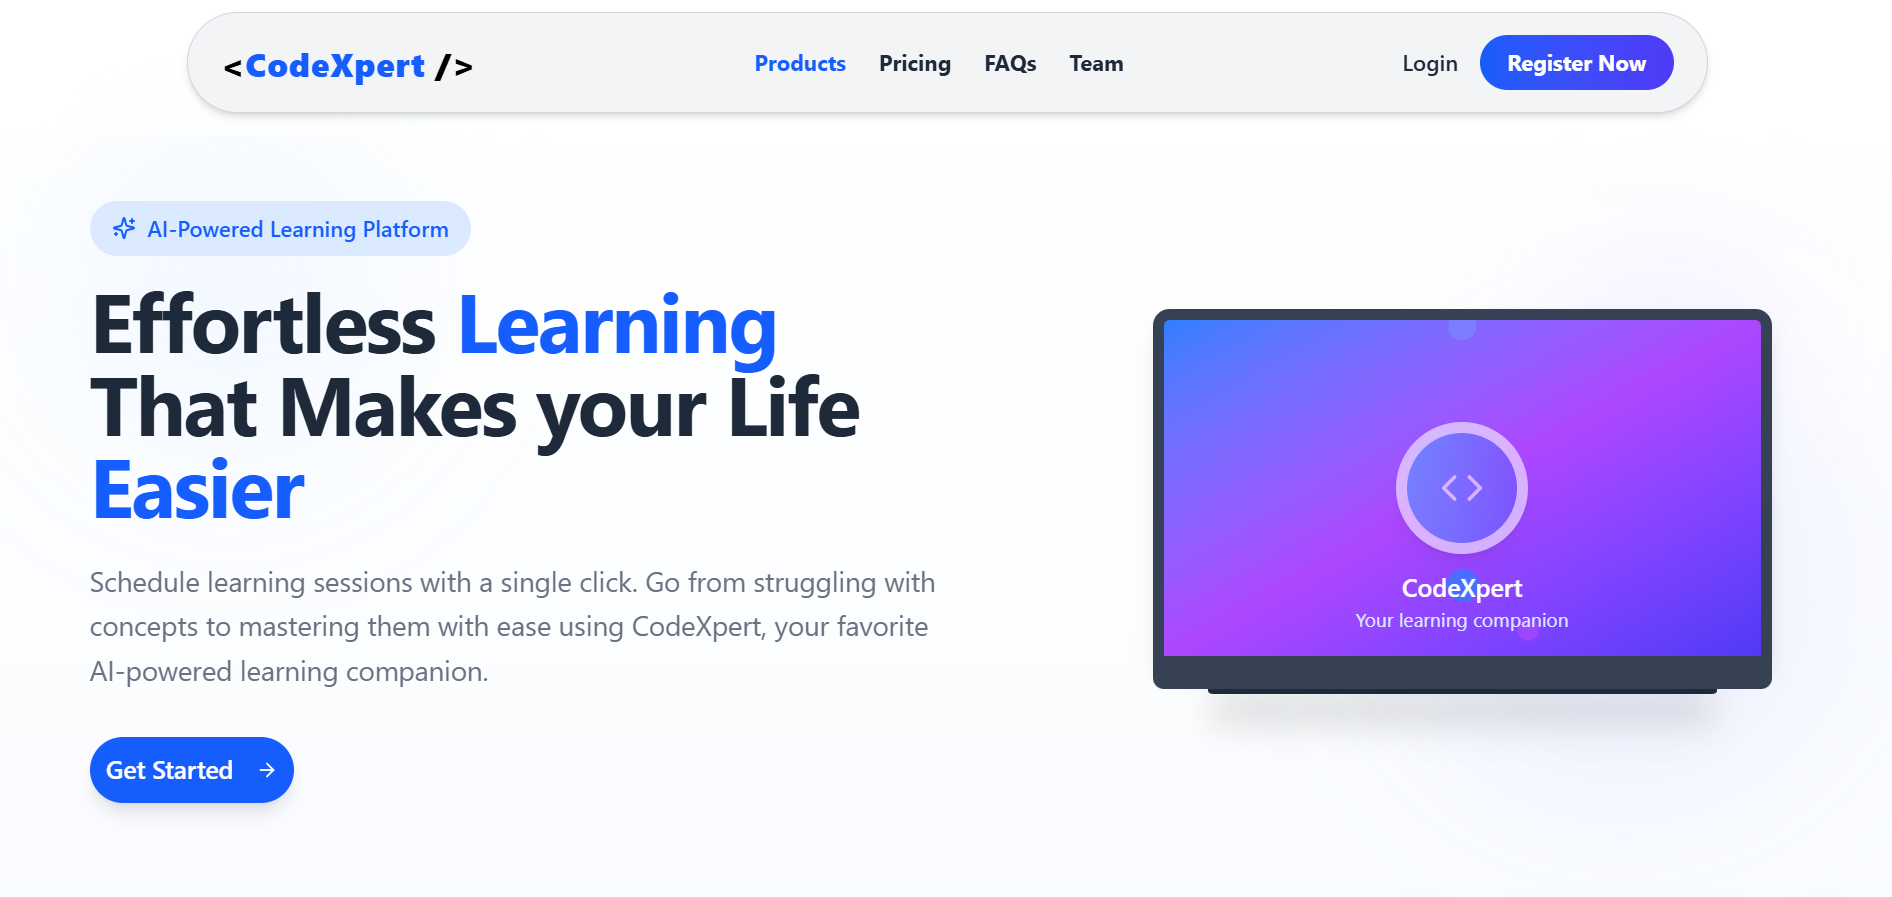 <CodeXpert />
Products Pricing FAQs Team
Login Register Now
AI-Powered Learning Platform
Effortless Learning
That Makes your Life
Easier
Schedule learning sessions with a single click. Go from struggling with
concepts to mastering them with ease using CodeXpert, your favorite
AI-powered learning companion.
Get Started
CodeXpert
Your learning companion